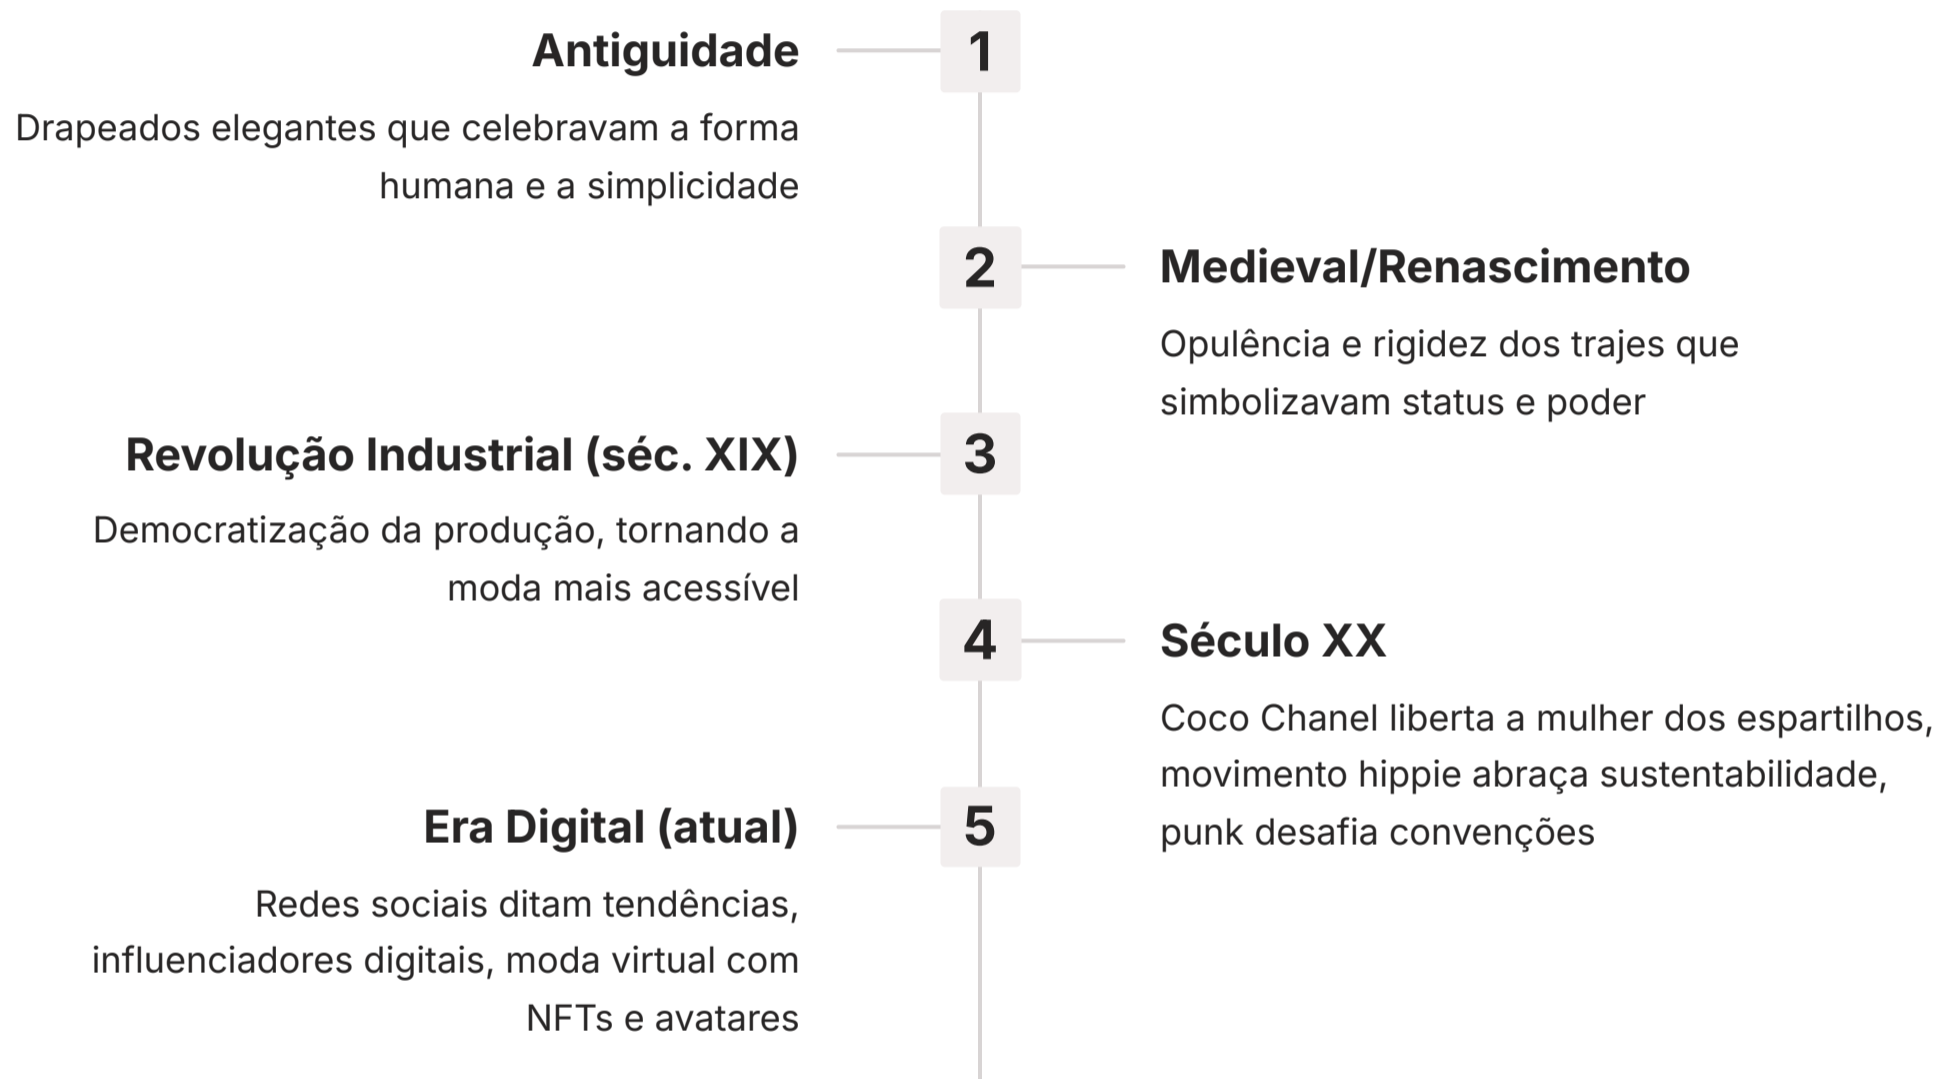 Antiguidade
1
Drapeados elegantes que celebravam a forma
humana e a simplicidade
2
Medieval/Renascimento
Opulência e rigidez dos trajes que
simbolizavam status e poder
Revolução Industrial (séc. XIX)
3
Democratização da produção, tornando a
moda mais acessível
4
Século XX
Coco Chanel liberta a mulher dos espartilhos,
movimento hippie abraça sustentabilidade,
punk desafia convenções
Era Digital (atual)
5
Redes sociais ditam tendências,
influenciadores digitais, moda virtual com
NFTs e avatares